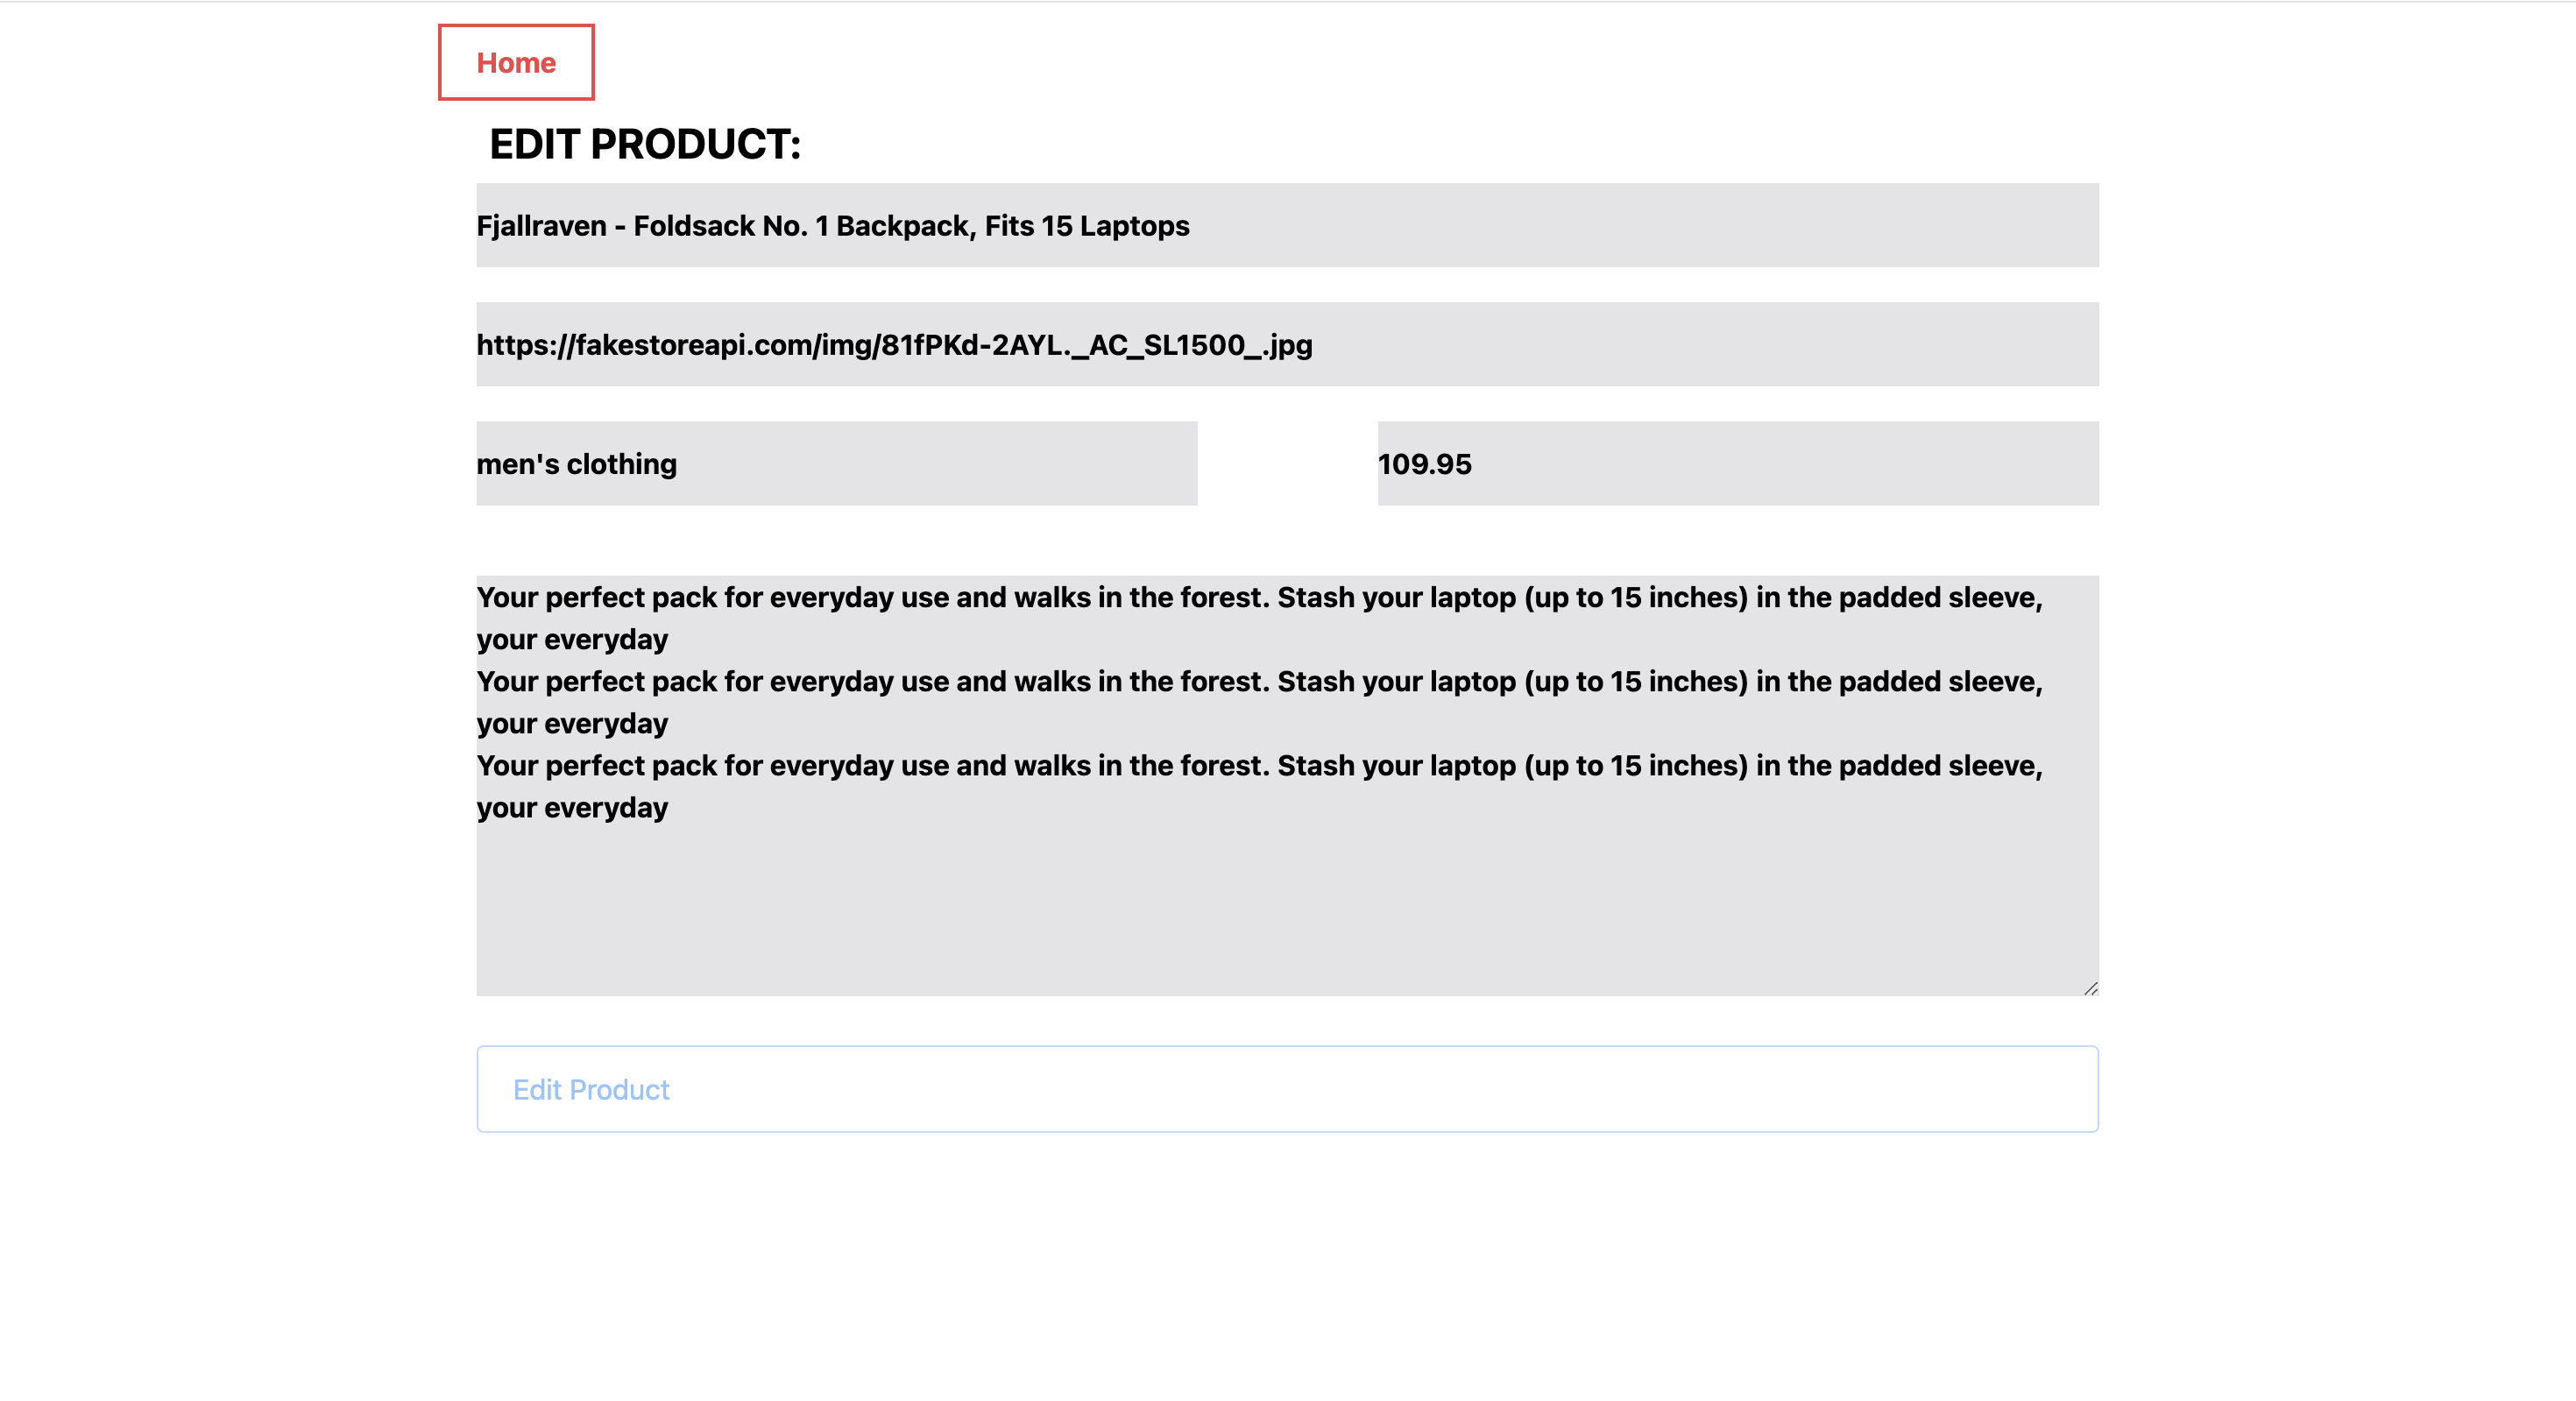 Home
EDIT PRODUCT:
Fjallraven - Foldsack No. 1 Backpack, Fits 15 Laptops
https://fakestoreapi.com/img/81fPKd-2AYL._AC_SL1500_.jpg
men's clothing
109.95
Your perfect pack for everyday use and walks in the forest. Stash your laptop (up to 15 inches) in the padded sleeve,
your everyday
Your perfect pack for everyday use and walks in the forest. Stash your laptop (up to 15 inches) in the padded sleeve,
your everyday
Your perfect pack for everyday use and walks in the forest. Stash your laptop (up to 15 inches) in the padded sleeve,
your everyday
Edit Product